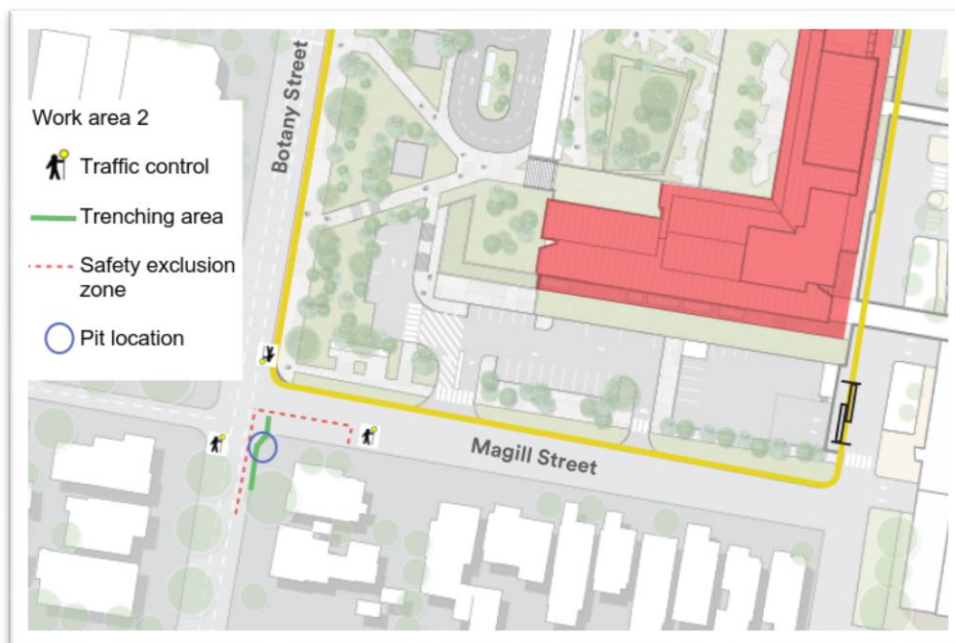 Botany Street
Work area 2
Traffic control
Trenching area
Safety exclusion
zone
Pit location
Magill Street